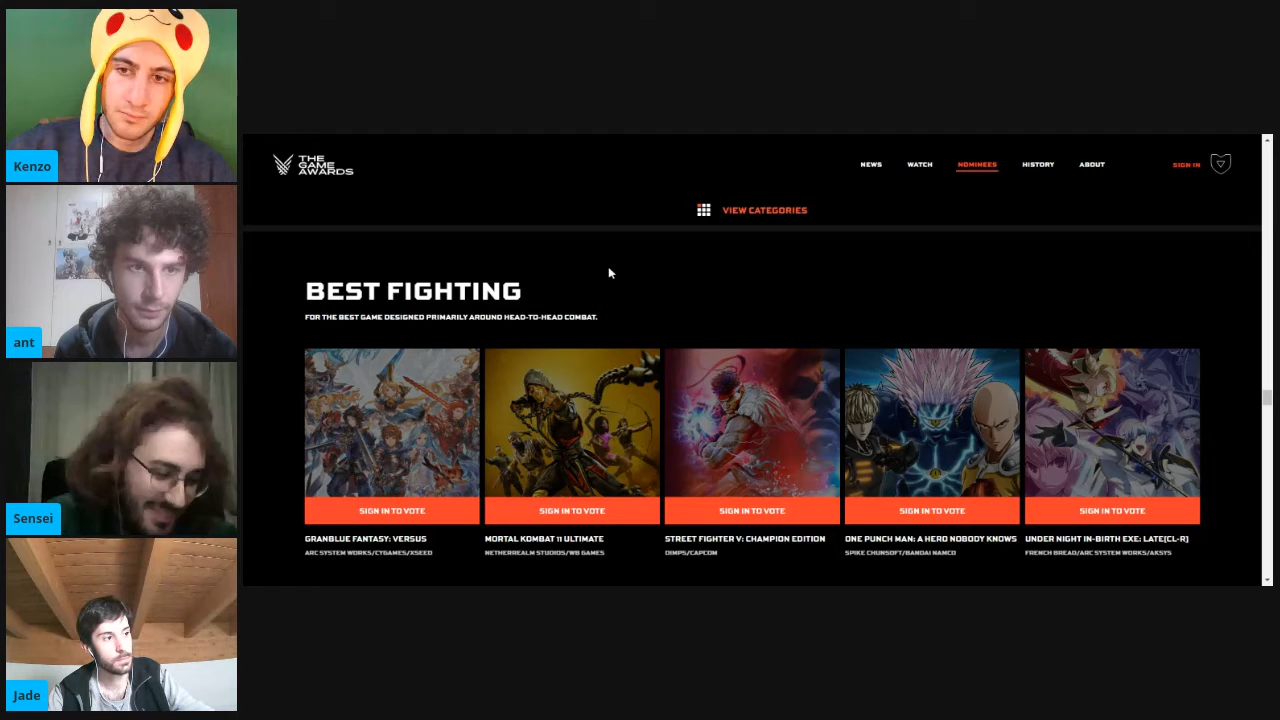 Kenzo
ant
Sensei
Jade
THE
GAME
AWARDS
NEWS
WATCH
NOMINEES
HISTORY
ABOUT
SIGN IN
VIEW CATEGORIES
BEST FIGHTING
FOR THE BEST GAME DESIGNED PRIMARILY AROUND HEAD-TO-HEAD COMBAT.
SIGN IN TO VOTE
SIGN IN TO VOTE
SIGN IN TO VOTE
SIGN IN TO VOTE
SIGN IN TO VOTE
GRANBLUE FANTASY: VERSUS
ARC SYSTEM WORKS/CYGAMES/XSEED
MORTAL KOMBAT 11 ULTIMATE
NETHERREALM STUDIOS/WB GAMES
STREET FIGHTER V: CHAMPION EDITION
DIMPS/CAPCOM
ONE PUNCH MAN: A HERO NOBODY KNOWS
SPIKE CHUNSOFT/BANDAI NAMCO
UNDER NIGHT IN-BIRTH EXE: LATE[CL-R]
FRENCH BREAD/ARC SYSTEM WORKS/AKSYS